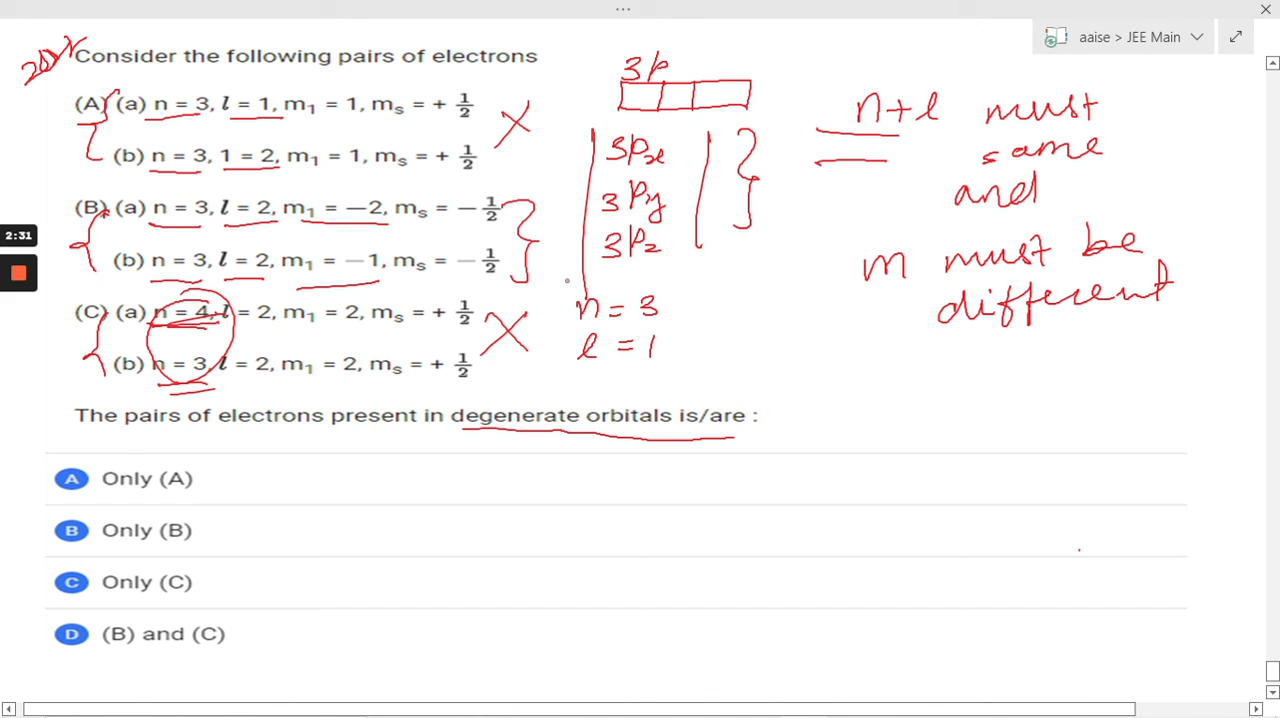 ...
aaise > JEE Main
Consider the following pairs of electrons
(A) (a) n = 3, l = 1, m₁ = 1, mₛ = + 1/2
(b) n = 3, 1 = 2, m₁ = 1, mₛ = + 1/2
(B) (a) n = 3, l = 2, m₁ = −2, mₛ = − 1/2
2:31
(b) n = 3, l = 2, m₁ = −1, mₛ = − 1/2
(C) (a) n = 4, l = 2, m₁ = 2, mₛ = + 1/2
(b) n = 3, l = 2, m₁ = 2, mₛ = + 1/2
The pairs of electrons present in degenerate orbitals is/are :
A Only (A)
B Only (B)
C Only (C)
D (B) and (C)
3p
3px
3py
3pz
n = 3
l = 1
n+l must
same
and
m must be
different